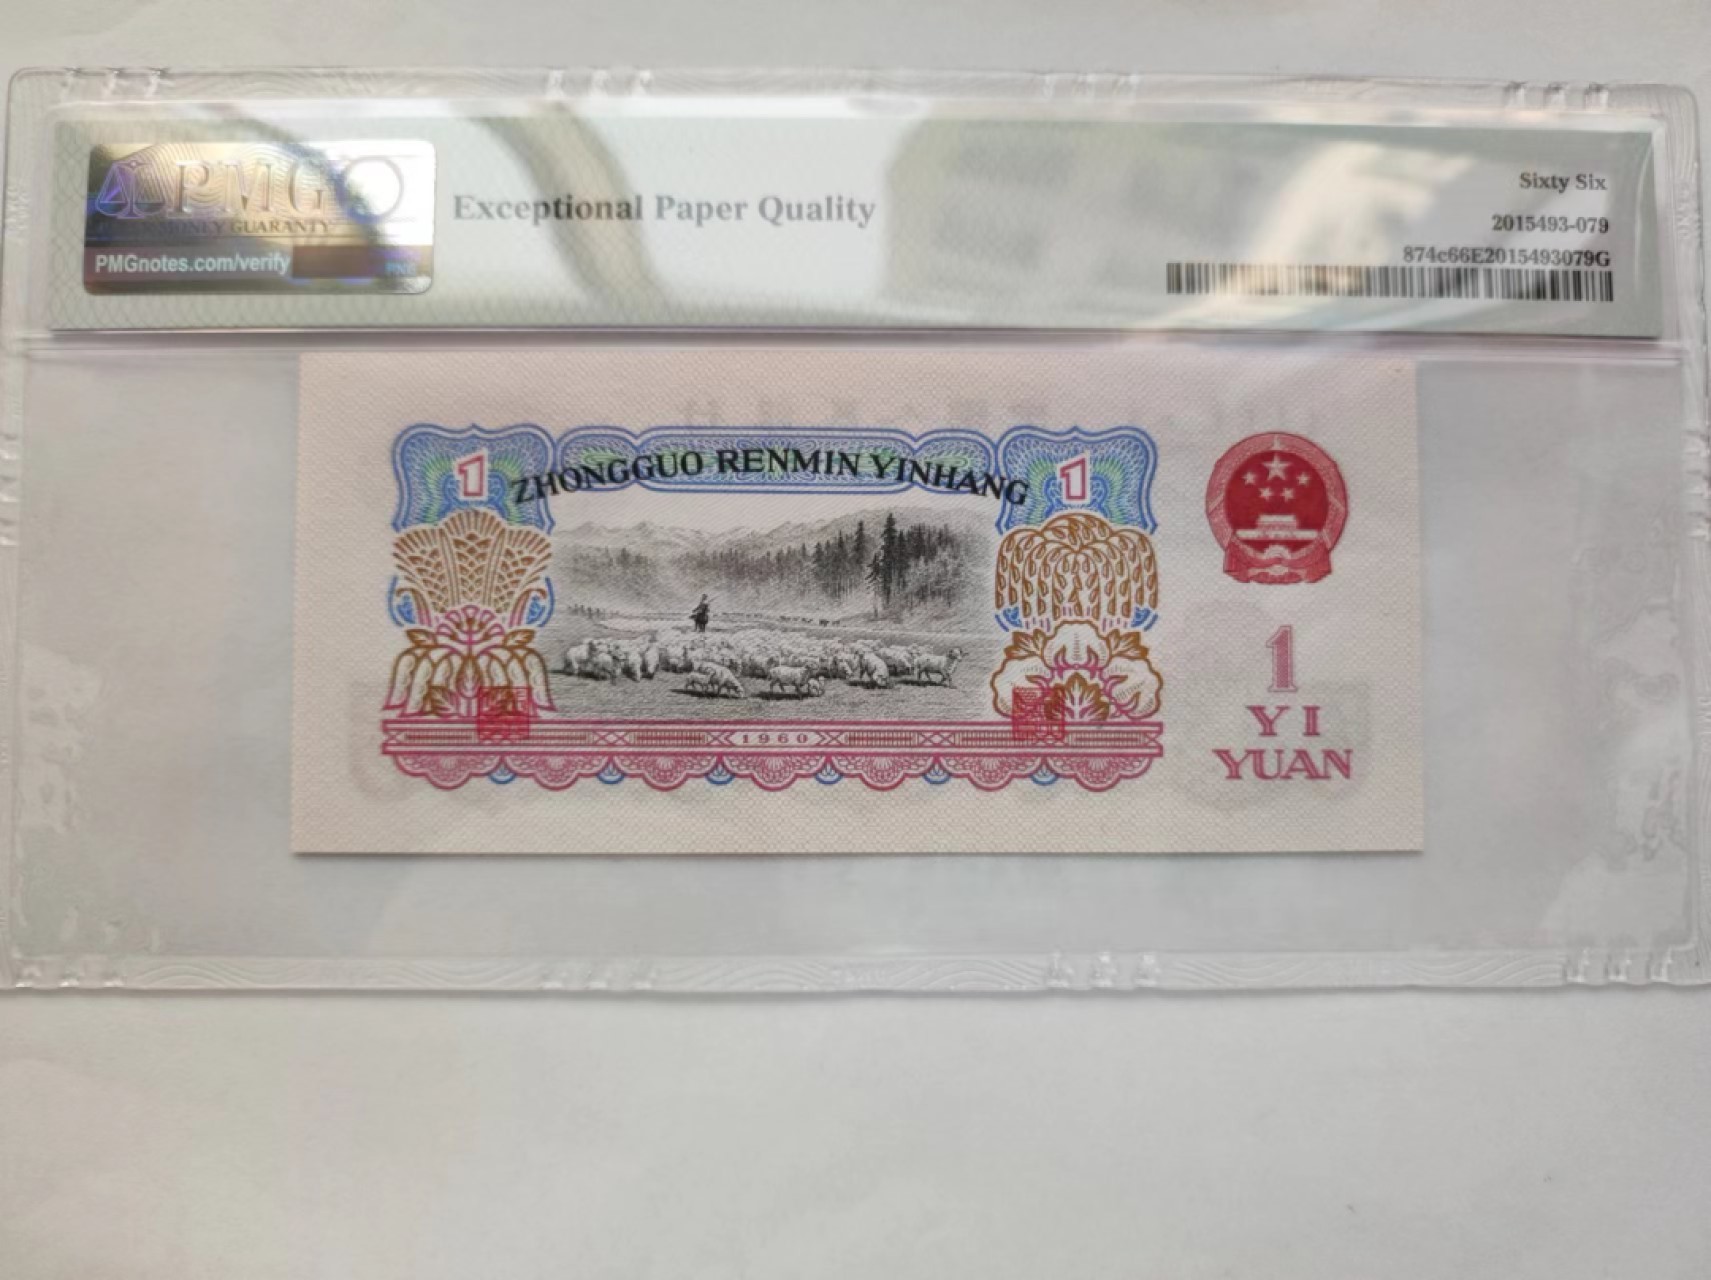 PMG
PAPER MONEY GUARANTY
PMGnotes.com/verify
Exceptional Paper Quality
Sixty Six
2015493-079
874c66E2015493079G
1
ZHONGGUO RENMIN YINHANG
1
1960
1
YI
YUAN